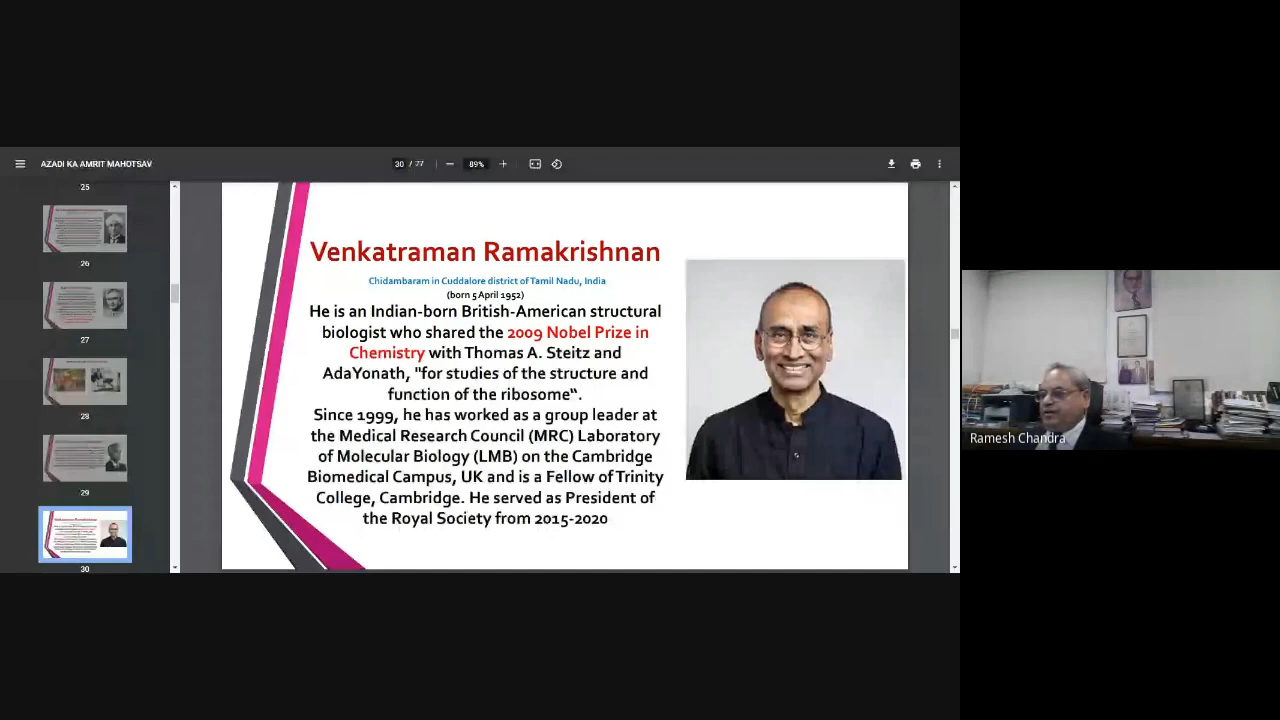 AZADI KA AMRIT MAHOTSAV
30 / 77
89%
25
26
27
28
29
30
Venkatraman Ramakrishnan
Chidambaram in Cuddalore district of Tamil Nadu, India
(born 5 April 1952)
He is an Indian-born British-American structural
biologist who shared the 2009 Nobel Prize in
Chemistry with Thomas A. Steitz and
AdaYonath, "for studies of the structure and
function of the ribosome“.
Since 1999, he has worked as a group leader at
the Medical Research Council (MRC) Laboratory
of Molecular Biology (LMB) on the Cambridge
Biomedical Campus, UK and is a Fellow of Trinity
College, Cambridge. He served as President of
the Royal Society from 2015-2020
Ramesh Chandra